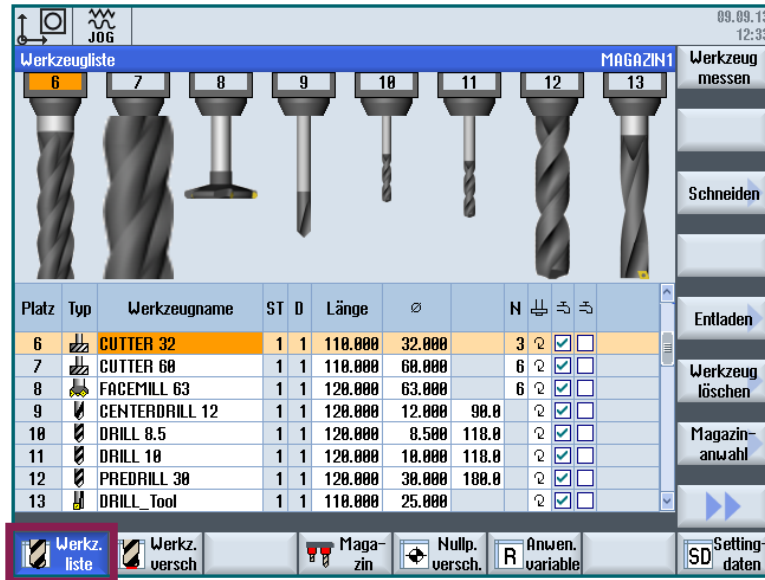 JOG
09.09.13
12:33
Werkzeugliste MAGAZIN1
6 7 8 9 10 11 12 13
Werkzeug
messen
Schneiden
Entladen
Werkzeug
löschen
Magazin-
anwahl
Platz Typ Werkzeugname ST D Länge Ø N
6 CUTTER 32 1 1 110.000 32.000 3
7 CUTTER 60 1 1 110.000 60.000 6
8 FACEMILL 63 1 1 120.000 63.000 6
9 CENTERDRILL 12 1 1 120.000 12.000 90.0
10 DRILL 8.5 1 1 120.000 8.500 118.0
11 DRILL 10 1 1 120.000 10.000 118.0
12 PREDRILL 30 1 1 120.000 30.000 180.0
13 DRILL_Tool 1 1 110.000 25.000
Werkz.
liste
Werkz.
versch
Maga-
zin
Nullp.
versch.
R Anwen.
variable
SD Setting-
daten